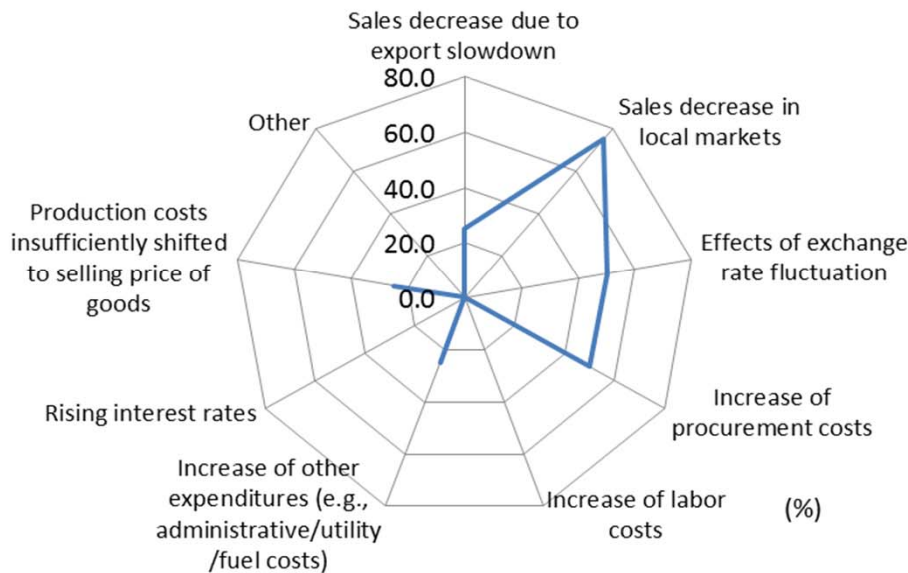 Sales decrease due to
export slowdown
80.0
60.0
40.0
20.0
0.0
Sales decrease in
local markets
Effects of exchange
rate fluctuation
Increase of
procurement costs
Increase of labor
costs
(%)
Increase of other
expenditures (e.g.,
administrative/utility
/fuel costs)
Rising interest rates
Production costs
insufficiently shifted
to selling price of
goods
Other